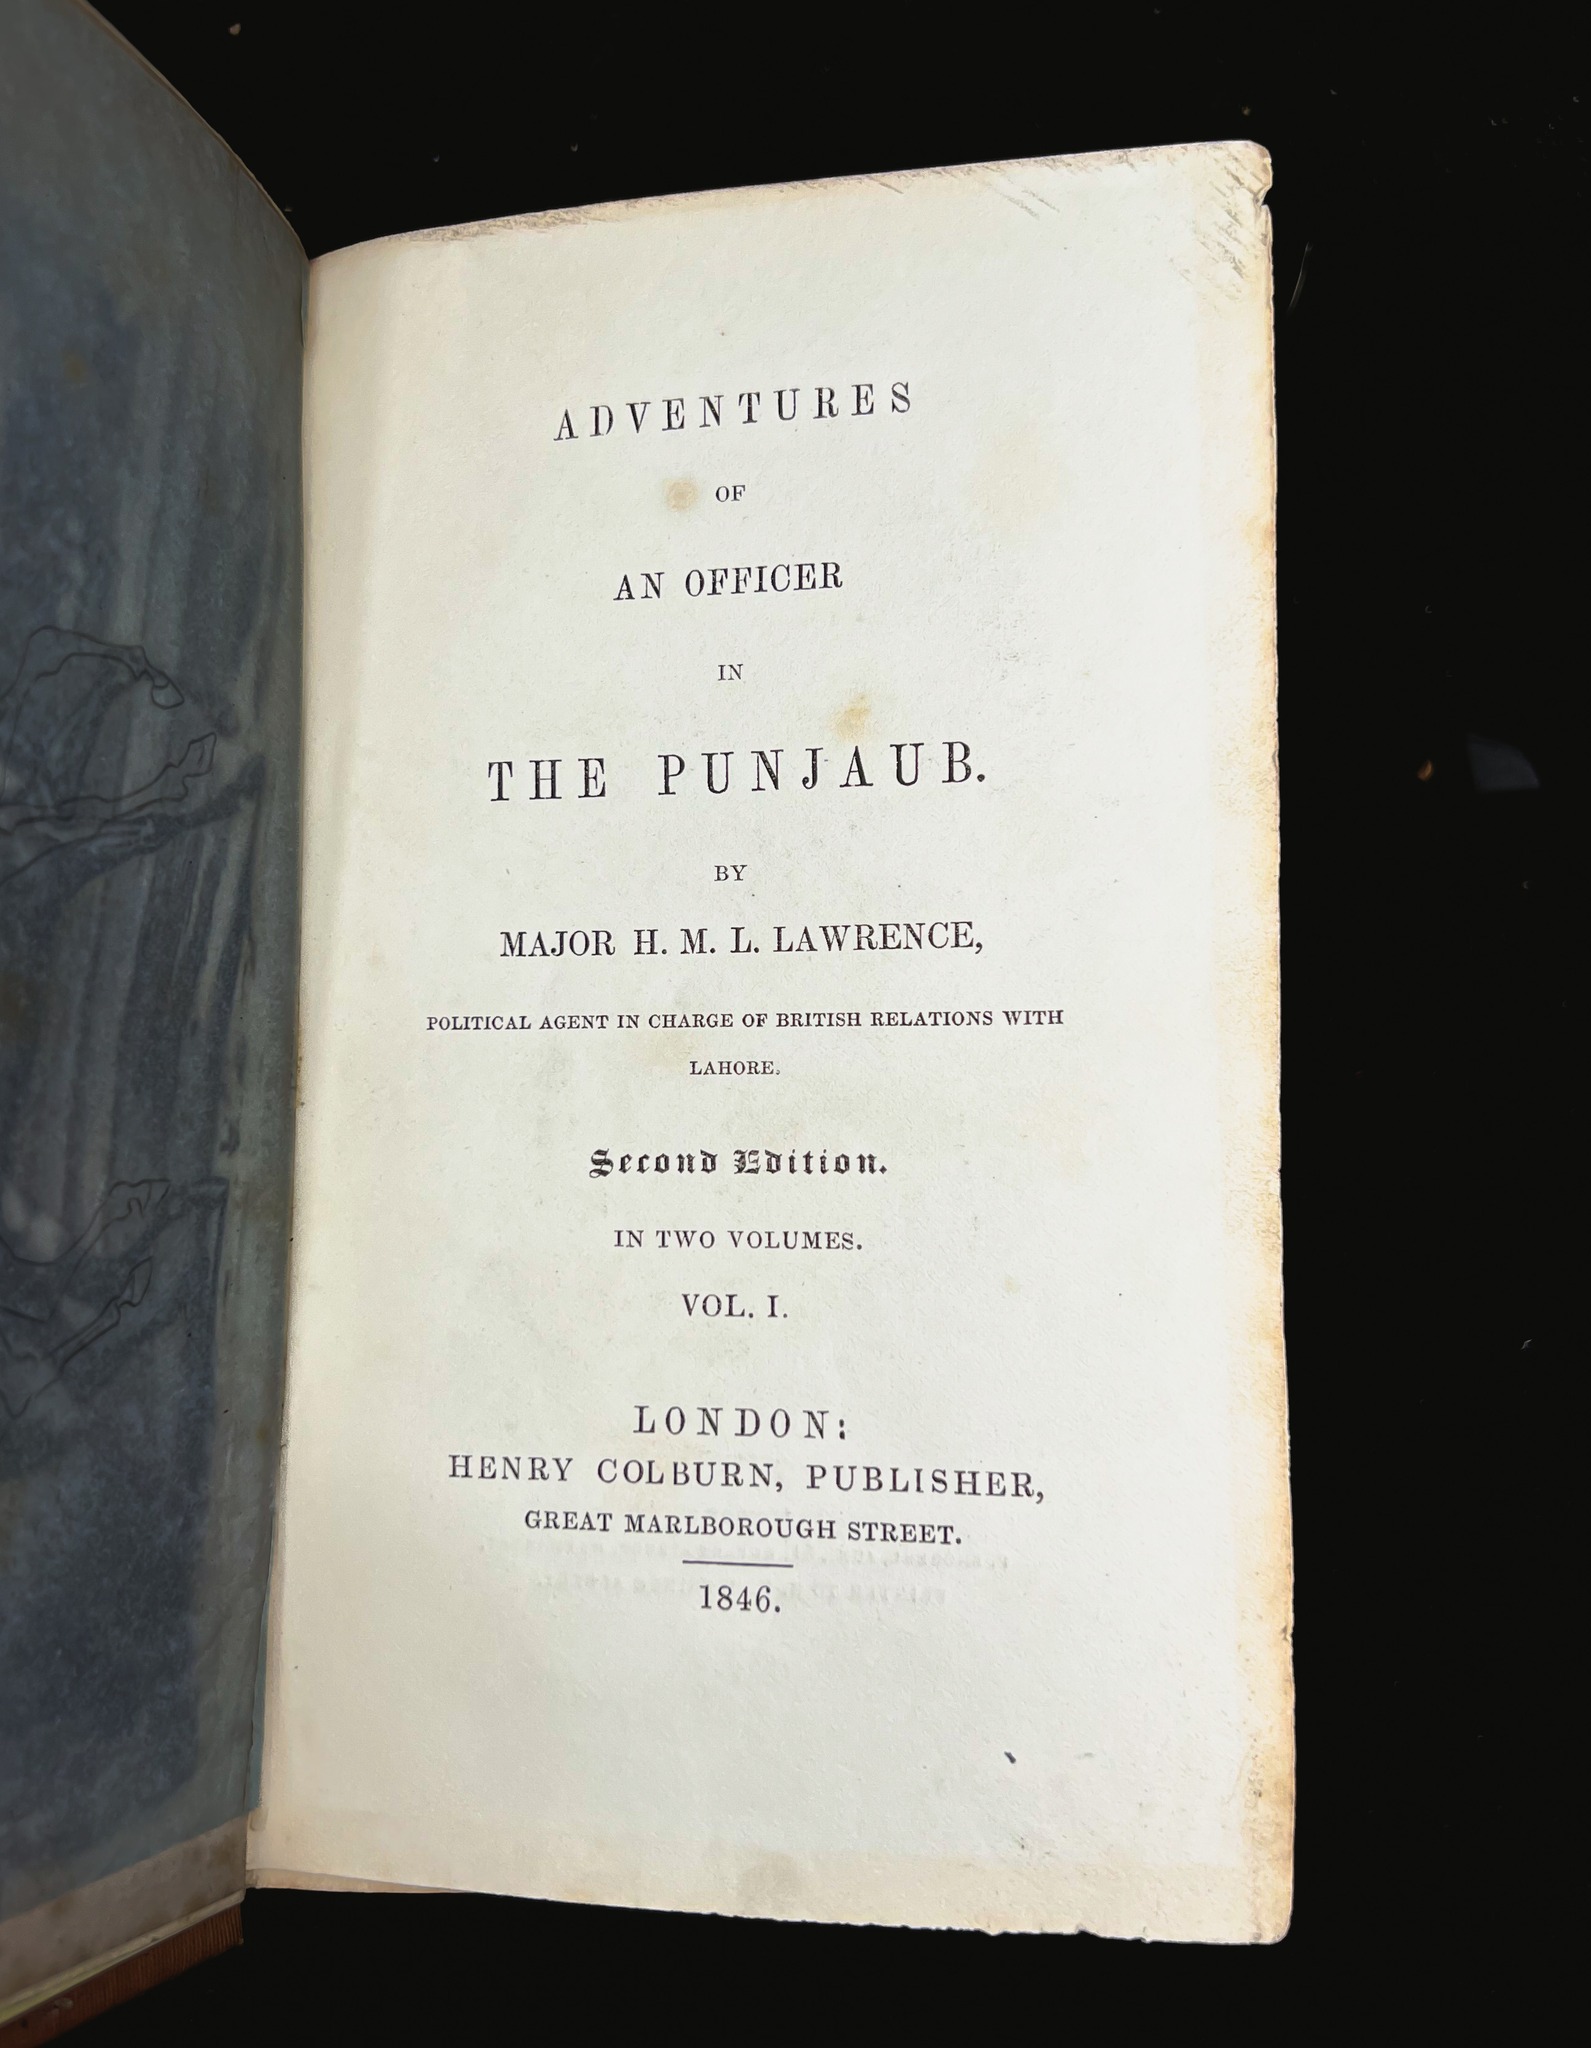 ADVENTURES
OF
AN OFFICER
IN
THE PUNJAUB.
BY
MAJOR H. M. L. LAWRENCE,
POLITICAL AGENT IN CHARGE OF BRITISH RELATIONS WITH
LAHORE.
Second Edition.
IN TWO VOLUMES.
VOL. I.
LONDON:
HENRY COLBURN, PUBLISHER,
GREAT MARLBOROUGH STREET.
1846.